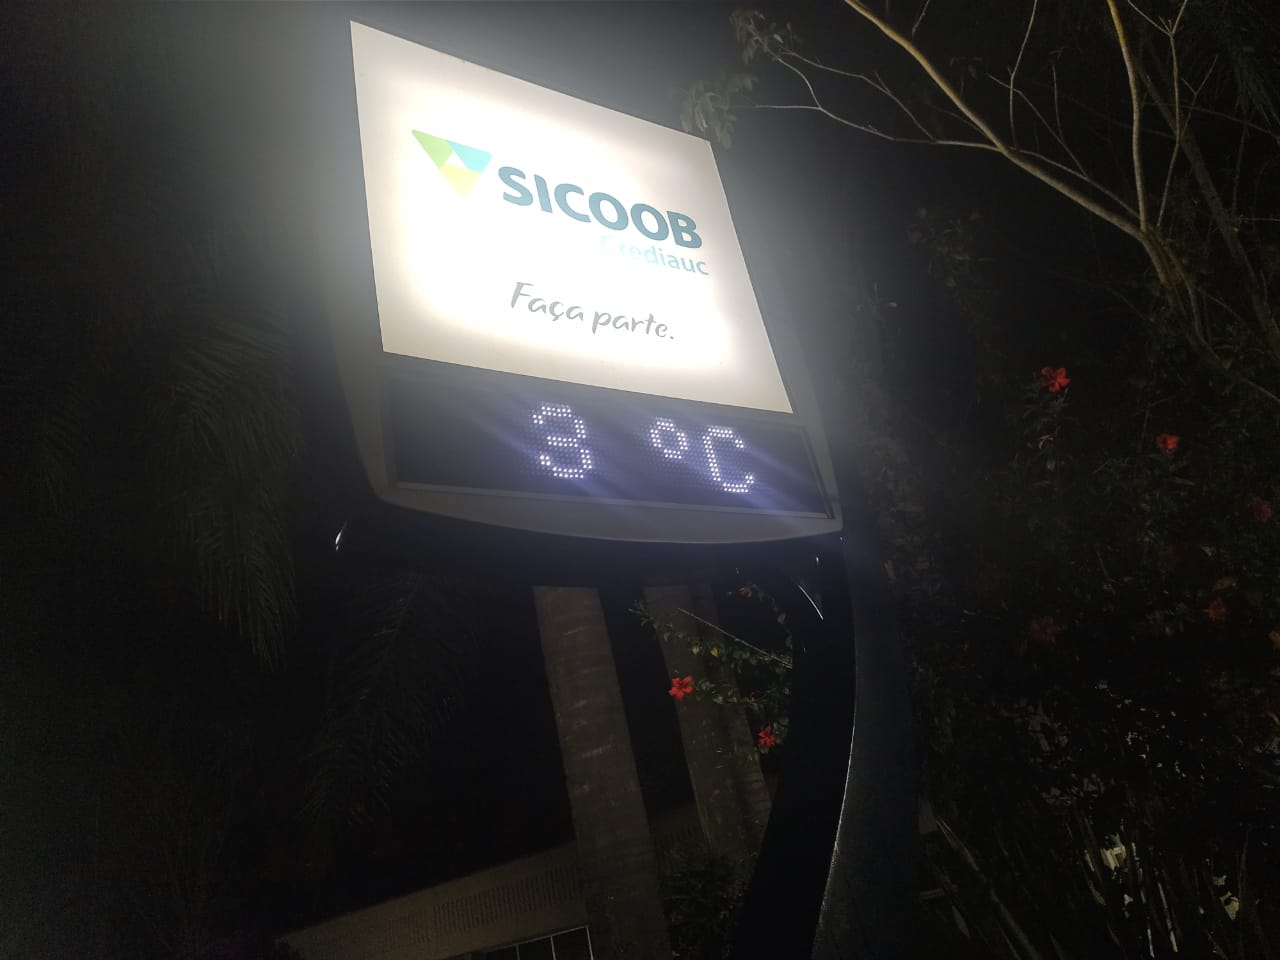 SICOOB
Crediauc
Faça parte.
3 °C